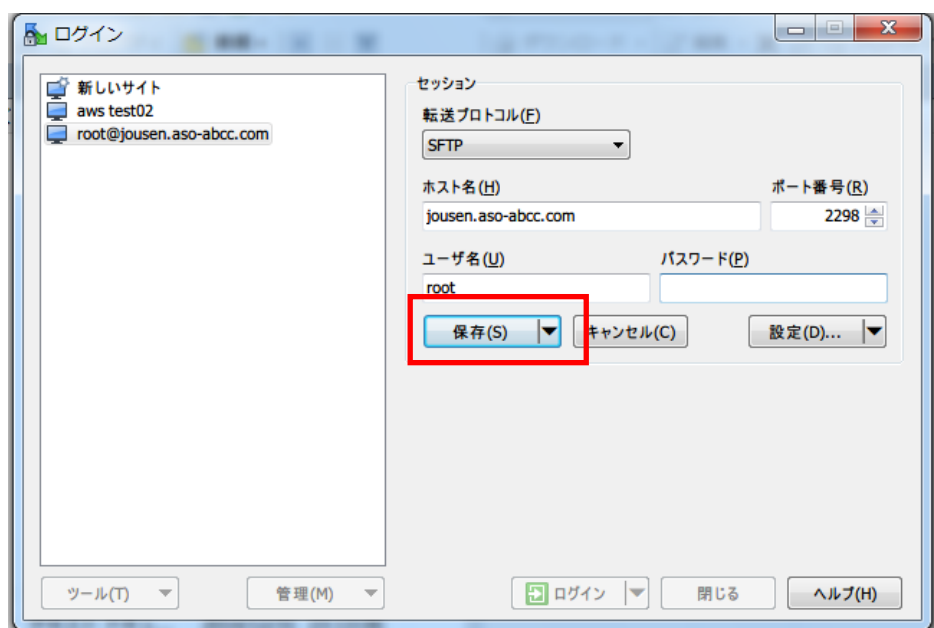 ログイン
新しいサイト
aws test02
root@jousen.aso-abcc.com
セッション
転送プロトコル(F)
SFTP
ホスト名(H) ポート番号(R)
jousen.aso-abcc.com 2298
ユーザ名(U) パスワード(P)
root
保存(S) キャンセル(C) 設定(D)...
ツール(T) 管理(M) ログイン 閉じる ヘルプ(H)